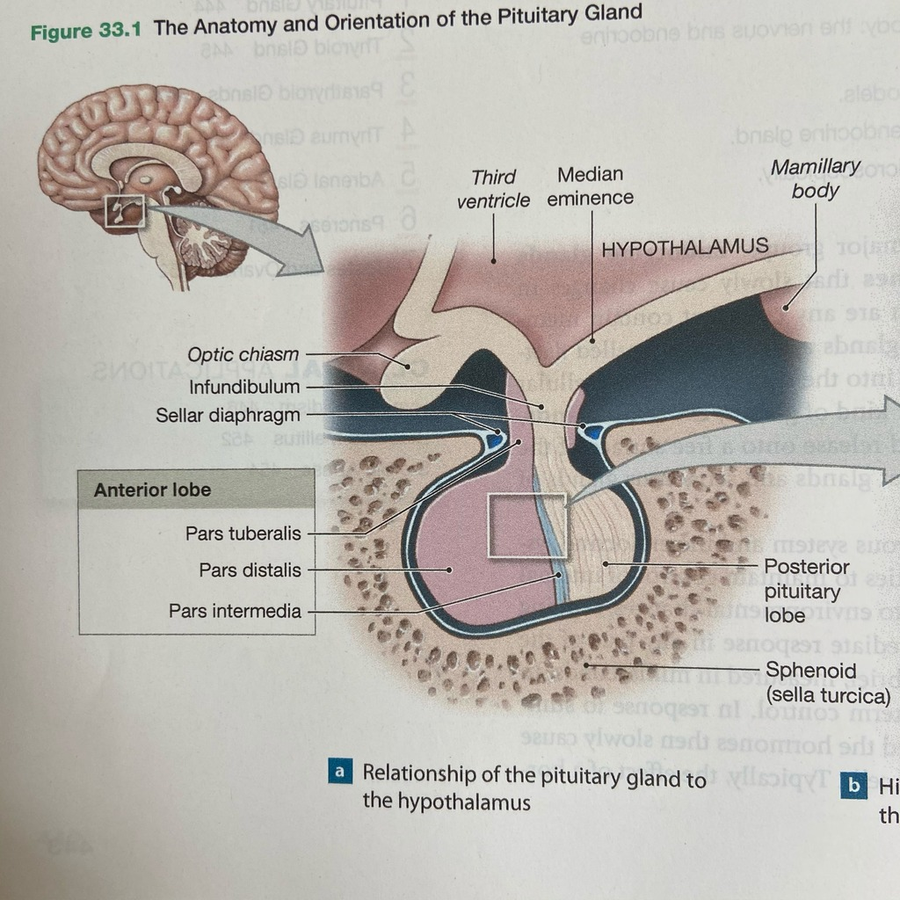 Figure 33.1 The Anatomy and Orientation of the Pituitary Gland
Third
ventricle
Median
eminence
Mamillary
body
HYPOTHALAMUS
Optic chiasm
Infundibulum
Sellar diaphragm
Anterior lobe
Pars tuberalis
Pars distalis
Pars intermedia
Posterior
pituitary
lobe
Sphenoid
(sella turcica)
a Relationship of the pituitary gland to
the hypothalamus
b Hi
th